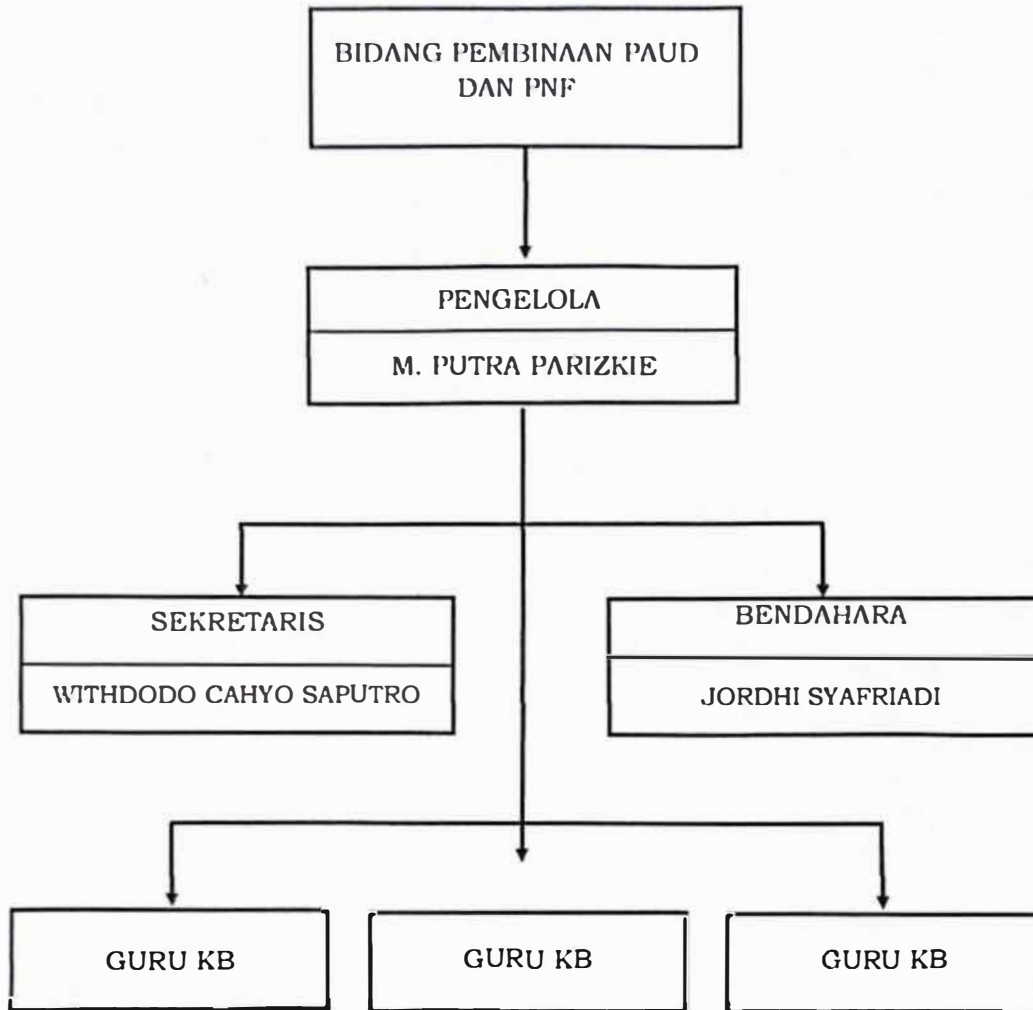 BIDANG PEMBINAAN PAUD
DAN PNF
PENGELOLA
M. PUTRA PARIZKIE
SEKRETARIS
WITHDODO CAHYO SAPUTRO
BENDAHARA
JORDHI SYAFRIADI
GURU KB
GURU KB
GURU KB